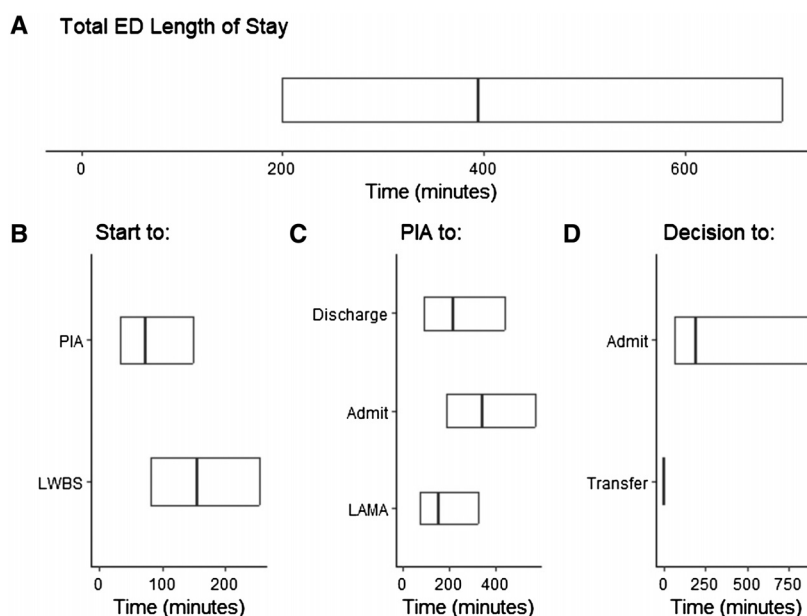 A Total ED Length of Stay
0 200 400 600
Time (minutes)
B Start to:
PIA
LWBS
0 100 200
Time (minutes)
C PIA to:
Discharge
Admit
LAMA
0 200 400
Time (minutes)
D Decision to:
Admit
Transfer
0 250 500 750
Time (minutes)